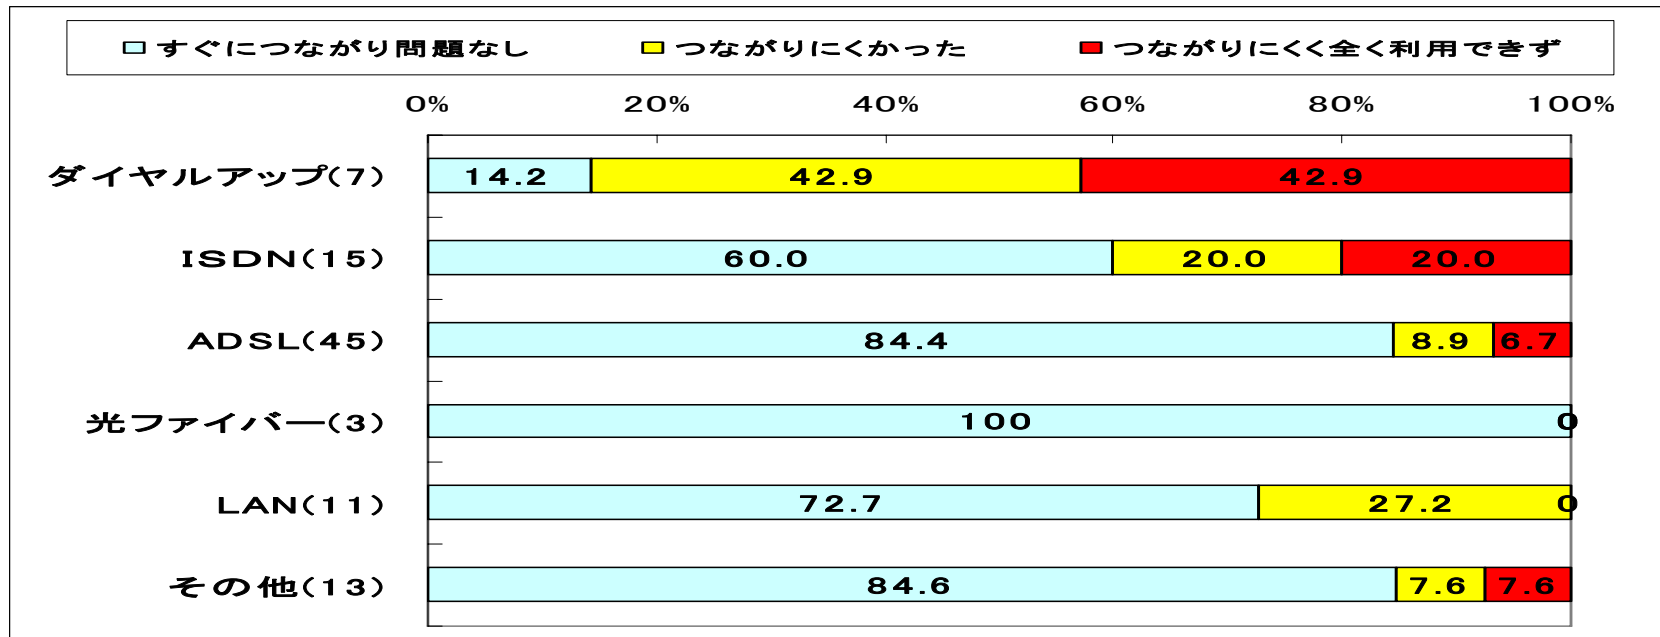 すぐにつながり問題なし つながりにくかった つながりにくく全く利用できず
0% 20% 40% 60% 80% 100%
ダイヤルアップ(7) 14.2 42.9 42.9
ISDN(15) 60.0 20.0 20.0
ADSL(45) 84.4 8.9 6.7
光ファイバー(3) 100 0
LAN(11) 72.7 27.2 0
その他(13) 84.6 7.6 7.6